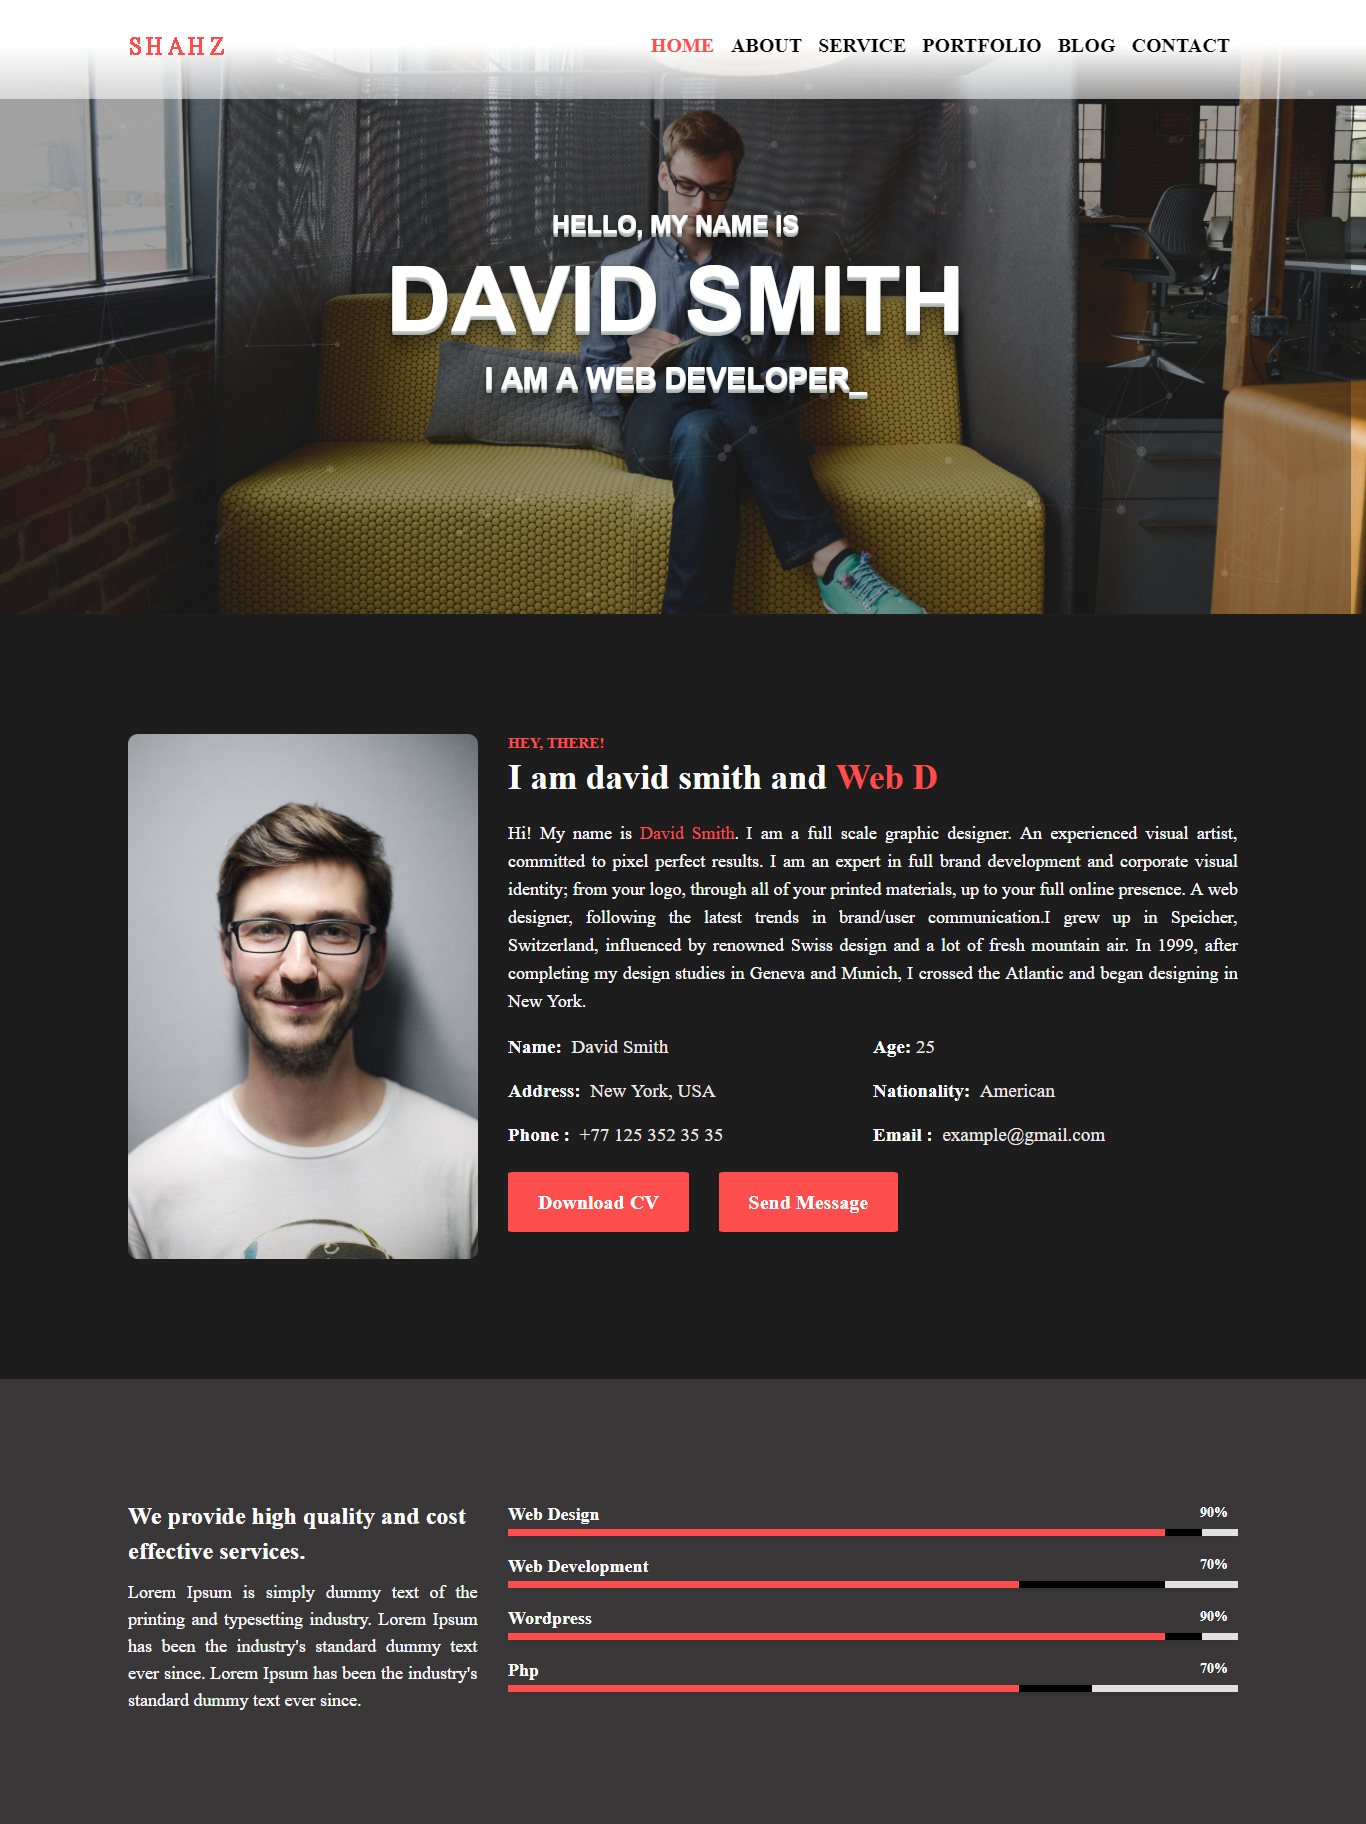 SHAHZ
HOME ABOUT SERVICE PORTFOLIO BLOG CONTACT
HELLO, MY NAME IS
DAVID SMITH
I AM A WEB DEVELOPER_
HEY, THERE!
I am david smith and Web D
Hi! My name is David Smith. I am a full scale graphic designer. An experienced visual artist,
committed to pixel perfect results. I am an expert in full brand development and corporate visual
identity; from your logo, through all of your printed materials, up to your full online presence. A web
designer, following the latest trends in brand/user communication.I grew up in Speicher,
Switzerland, influenced by renowned Swiss design and a lot of fresh mountain air. In 1999, after
completing my design studies in Geneva and Munich, I crossed the Atlantic and began designing in
New York.
Name: David Smith
Age: 25
Address: New York, USA
Nationality: American
Phone : +77 125 352 35 35
Email : example@gmail.com
Download CV
Send Message
We provide high quality and cost
effective services.
Lorem Ipsum is simply dummy text of the
printing and typesetting industry. Lorem Ipsum
has been the industry's standard dummy text
ever since. Lorem Ipsum has been the industry's
standard dummy text ever since.
Web Design 90%
Web Development 70%
Wordpress 90%
Php 70%